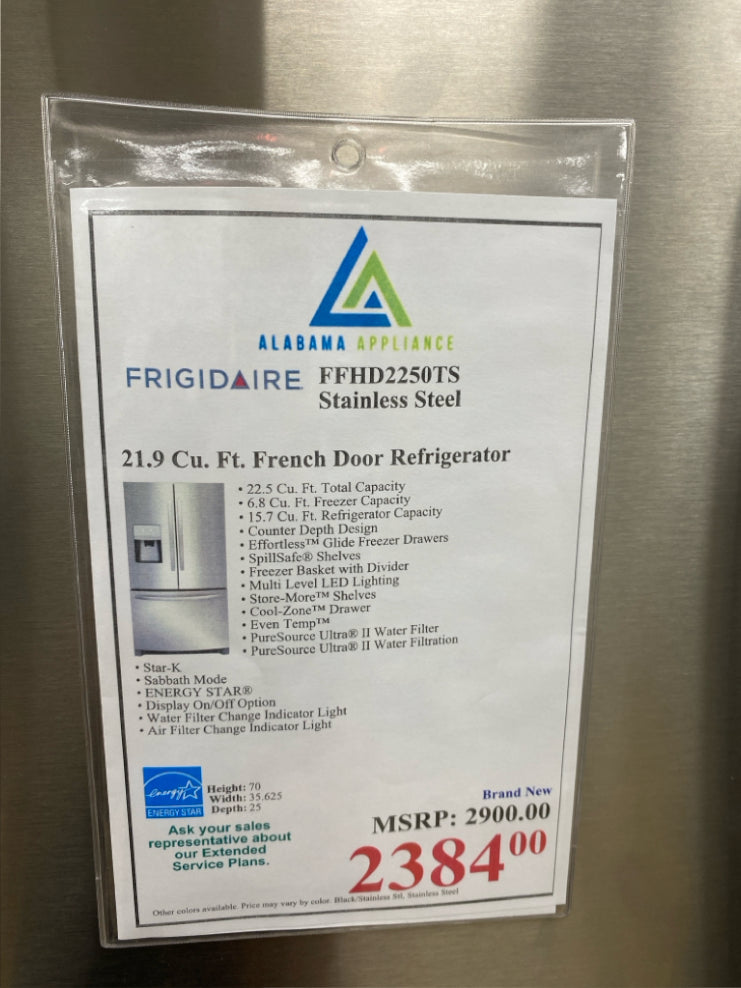 ALABAMA APPLIANCE
FRIGIDAIRE FFHD2250TS
Stainless Steel
21.9 Cu. Ft. French Door Refrigerator
• 22.5 Cu. Ft. Total Capacity
• 6.8 Cu. Ft. Freezer Capacity
• 15.7 Cu. Ft. Refrigerator Capacity
• Counter Depth Design
• Effortless™ Glide Freezer Drawers
• SpillSafe® Shelves
• Freezer Basket with Divider
• Multi Level LED Lighting
• Store-More™ Shelves
• Cool-Zone™ Drawer
• Even Temp™
• PureSource Ultra® II Water Filter
• PureSource Ultra® II Water Filtration
• Star-K
• Sabbath Mode
• ENERGY STAR®
• Display On/Off Option
• Water Filter Change Indicator Light
• Air Filter Change Indicator Light
energy
ENERGY STAR
Height: 70
Width: 35.625
Depth: 25
Ask your sales
representative about
our Extended
Service Plans.
Brand New
MSRP: 2900.00
2384⁰⁰
Other colors available. Price may vary by color. Black/Stainless Stl, Stainless Steel